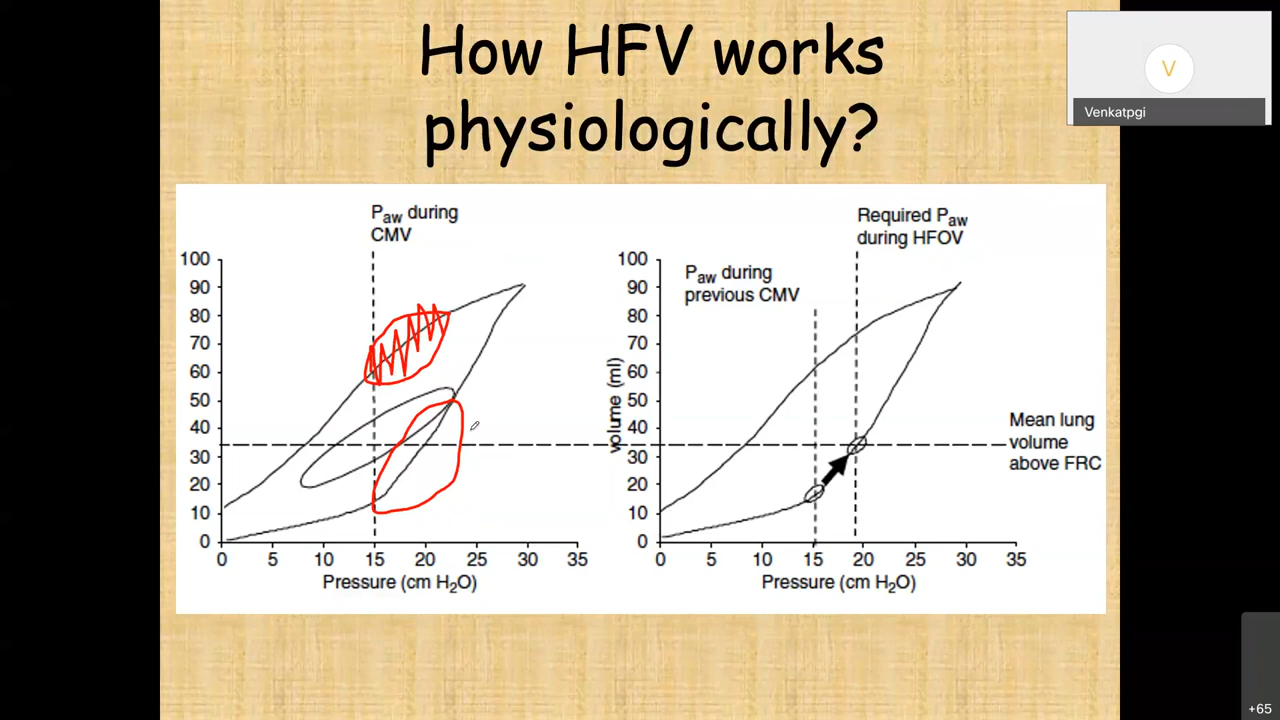 How HFV works
physiologically?
V
Venkatpgi
Paw during
CMV
100
90
80
70
60
50
40
30
20
10
0
0 5 10 15 20 25 30 35
Pressure (cm H2O)
Required Paw
during HFOV
Paw during
previous CMV
100
90
80
70
60
50
40
30
20
10
0
volume (ml)
Mean lung
volume
above FRC
0 5 10 15 20 25 30 35
Pressure (cm H2O)
+65